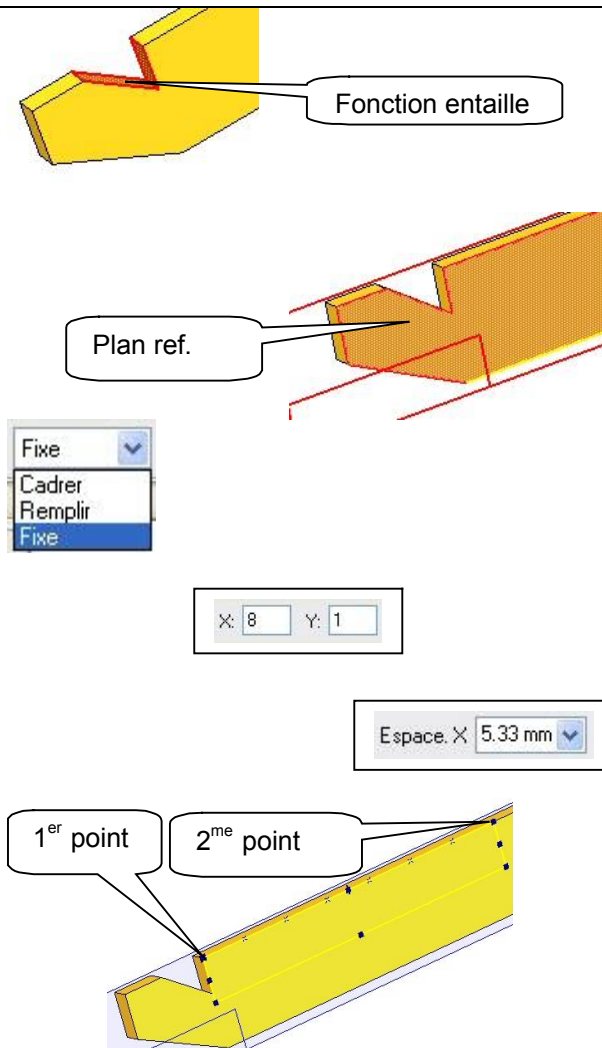 Fonction entaille
Plan ref.
Fixe
Cadrer
Remplir
Fixe
X: 8 Y: 1
Espace. X 5.33 mm
1er point 2me point